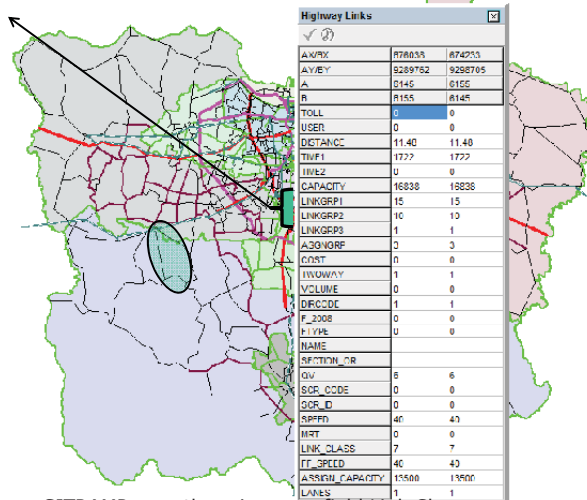 Highway Links
AX/BX 676038 674233
AY/BY 9289762 9298705
A 6145 6155
B 6155 6145
TOLL 0 0
USER 0 0
DISTANCE 11.48 11.48
TIME1 1722 1722
TIME2 0 0
CAPACITY 16838 16838
LINKGRP1 15 15
LINKGRP2 10 10
LINKGRP3 1 1
ASGNGRP 3 3
COST 0 0
TWOWAY 1 1
VOLUME 0 0
DIRCODE 1 1
F_2008 0 0
FTYPE 0 0
NAME
SECTION_OR
QV 6 6
SCR_CODE 0 0
SCR_ID 0 0
SPEED 40 40
MRT 0 0
LINK_CLASS 7 7
FF_SPEED 40 40
ASSIGN_CAPACITY 13500 13500
LANES 1 1